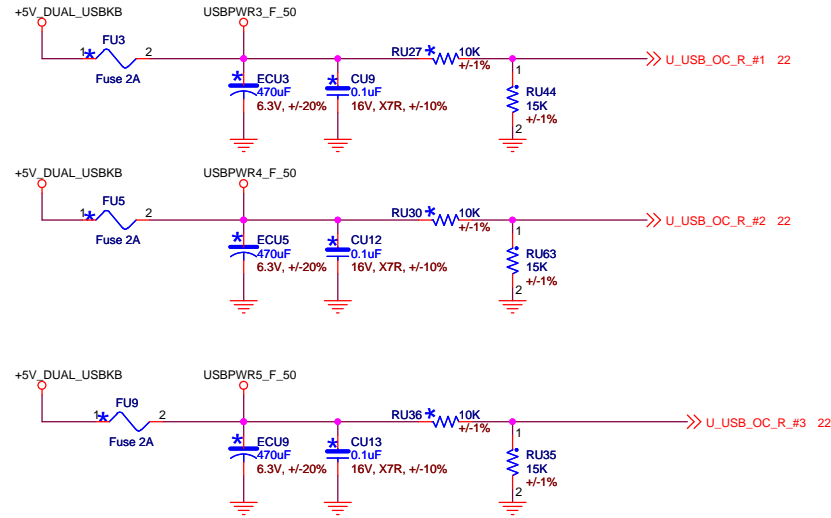 +5V_DUAL_USBKB USBPWR3_F_50
FU3 RU27 * 10K
1 * 2 +/-1% U_USB_OC_R_#1 22
Fuse 2A 1
* ECU3 * CU9 RU44
470uF 0.1uF 15K
6.3V, +/-20% 16V, X7R, +/-10% +/-1%
2
+5V_DUAL_USBKB USBPWR4_F_50
FU5 RU30 * 10K
1 * 2 +/-1% U_USB_OC_R_#2 22
Fuse 2A 1
* ECU5 * CU12 RU63
470uF 0.1uF 15K
6.3V, +/-20% 16V, X7R, +/-10% +/-1%
2
+5V_DUAL_USBKB USBPWR5_F_50
FU9 RU36 * 10K
1 * 2 +/-1% U_USB_OC_R_#3 22
Fuse 2A 1
* ECU9 * CU13 RU35
470uF 0.1uF 15K
6.3V, +/-20% 16V, X7R, +/-10% +/-1%
2